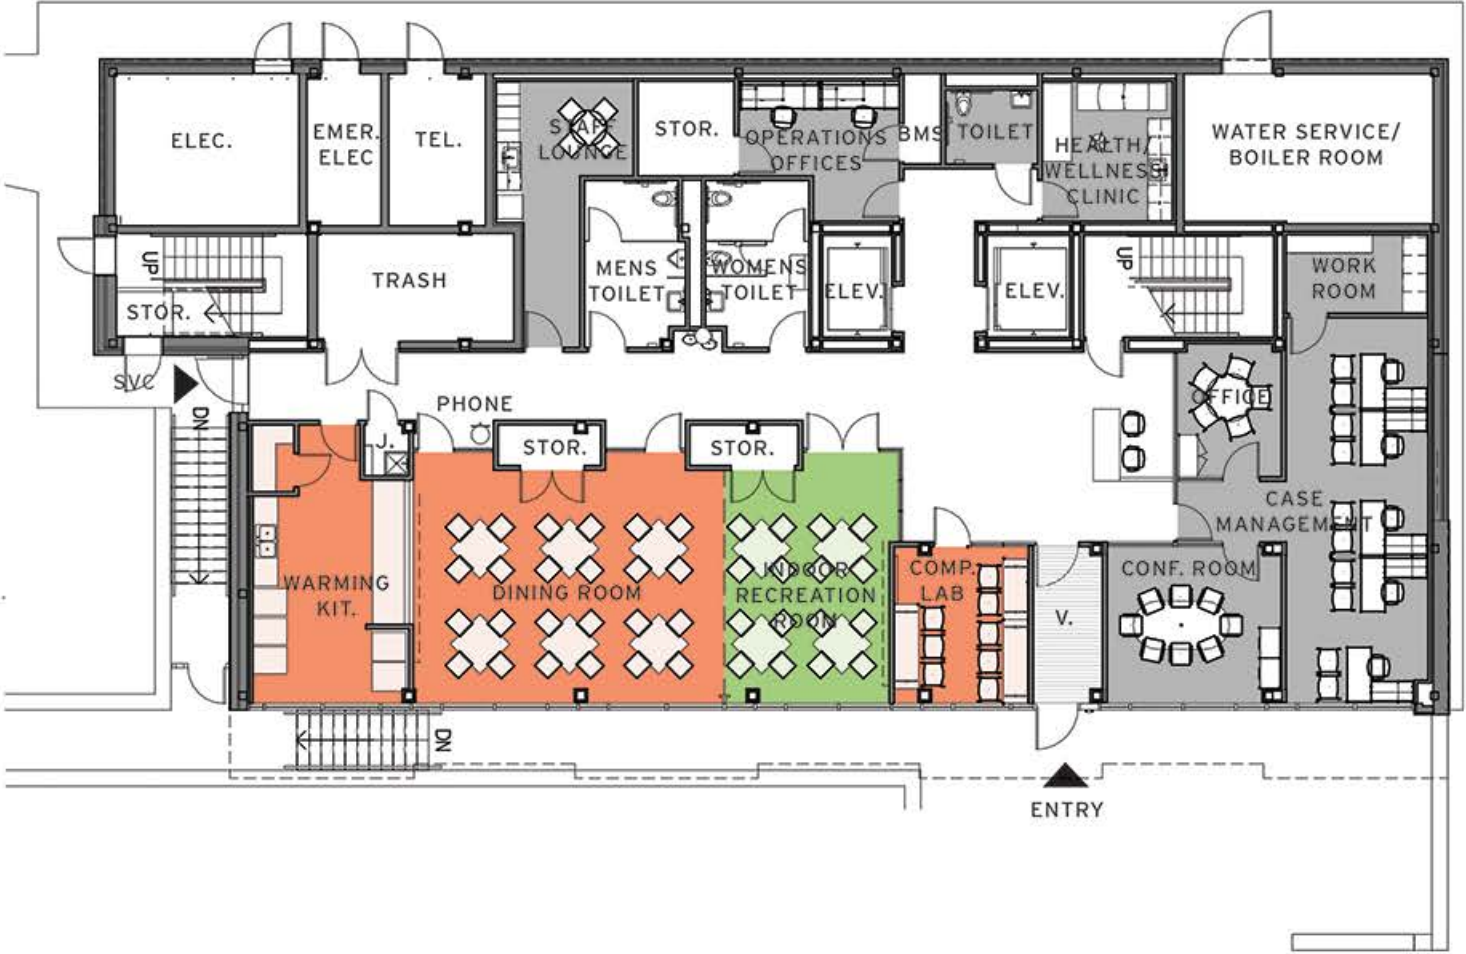 ELEC.
EMER.
ELEC
TEL.
STAFF
LOUNGE
STOR.
OPERATIONS
OFFICES
BMS
TOILET
HEALTH/
WELLNESS
CLINIC
WATER SERVICE/
BOILER ROOM
UP
STOR.
TRASH
MENS
TOILET
WOMENS
TOILET
ELEV.
ELEV.
UP
WORK
ROOM
SVC
DN
PHONE
J.
STOR.
STOR.
OFFICE
CASE
MANAGEMENT
WARMING
KIT.
DINING ROOM
INDOOR
RECREATION
ROOM
COMP.
LAB
V.
CONF. ROOM
DN
ENTRY